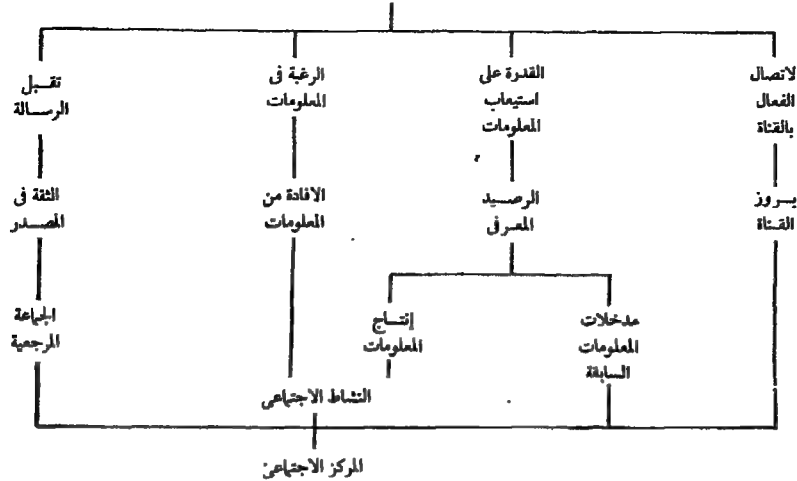 لاتصال
الفعال
بالقناة
القدرة على
استيعاب
المعلومات
الرغبة فى
المعلومات
تقبل
الرسالة
بروز
القناة
الرصيد
المعرفى
الافادة من
المعلومات
الثقة فى
المصدر
مدخلات
المعلومات
السابقة
إنتاج
المعلومات
الجماعة
المرجعية
النشاط الاجتماعى
المركز الاجتماعى